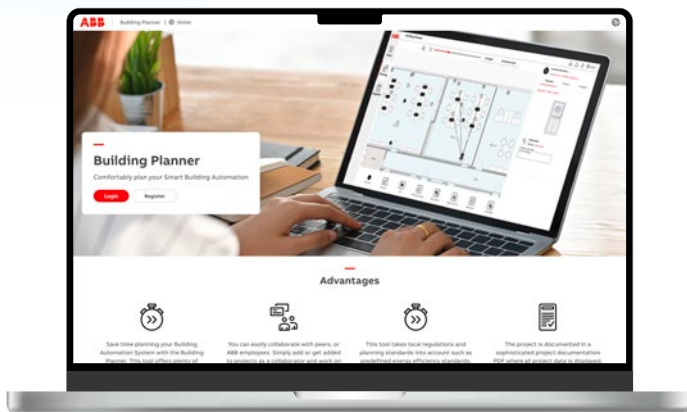 ABB
Building Planner | Global
Building Planner
Comfortably plan your Smart Building Automation
Login
Register
Advantages
Save time planning your Building
Automation System with the Building
Planner. This tool offers plenty of
You can easily collaborate with peers, or
ABB employees. Simply add or get added
to projects as a collaborator and work on
This tool takes local regulations and
planning standards into account such as
predefined energy efficiency standards,
The project is documented in a
sophisticated project documentation
PDF where all project data is displayed.